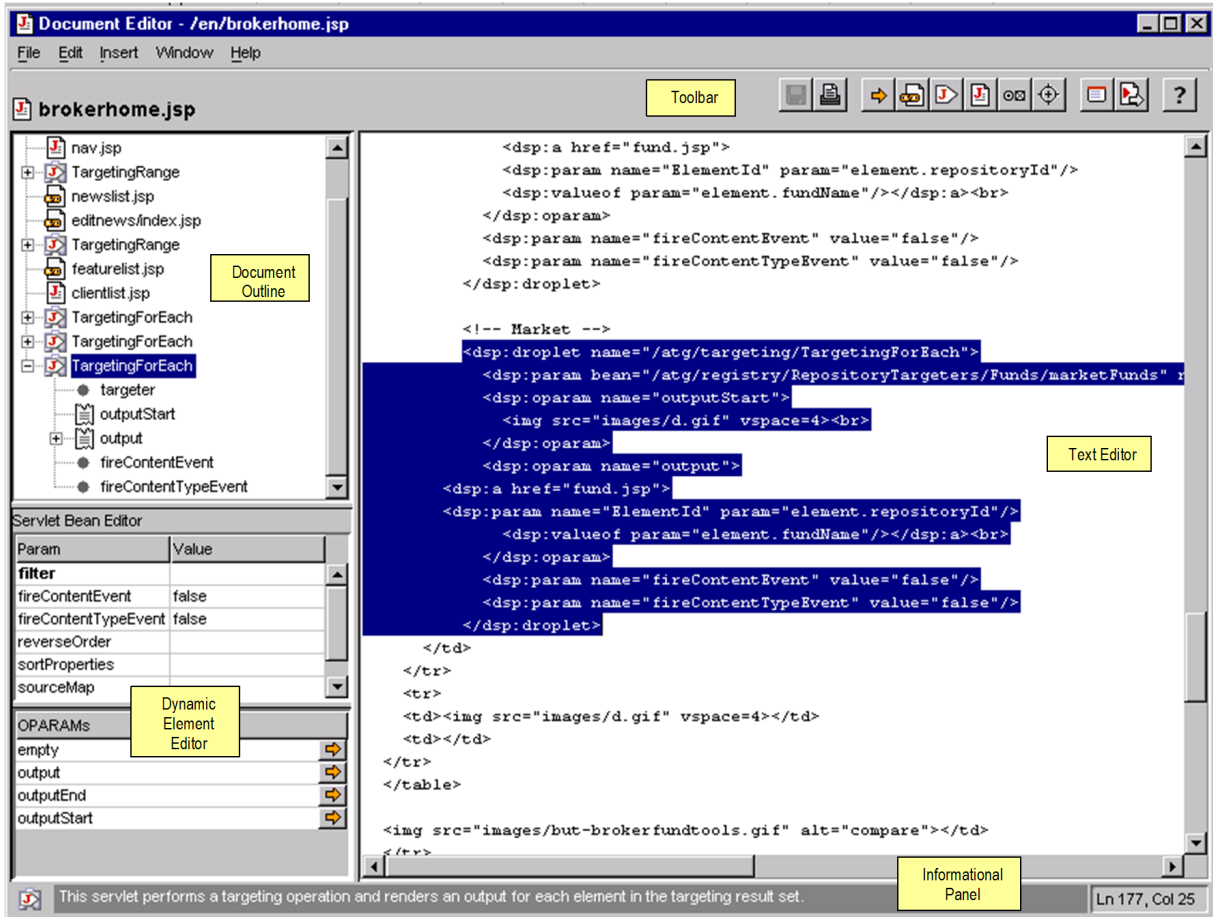 Document Editor - /en/brokerhome.jsp
File Edit Insert Window Help
brokerhome.jsp
Toolbar
?
nav.jsp
TargetingRange
newslist.jsp
editnews/index.jsp
TargetingRange
featurelist.jsp
clientlist.jsp
TargetingForEach
TargetingForEach
TargetingForEach
targeter
outputStart
output
fireContentEvent
fireContentTypeEvent
Document
Outline
Servlet Bean Editor
Param Value
filter
fireContentEvent false
fireContentTypeEvent false
reverseOrder
sortProperties
sourceMap
Dynamic
Element
Editor
OPARAMs
empty
output
outputEnd
outputStart
<dsp:a href="fund.jsp">
<dsp:param name="ElementId" param="element.repositoryId"/>
<dsp:valueof param="element.fundName"/></dsp:a><br>
</dsp:oparam>
<dsp:param name="fireContentEvent" value="false"/>
<dsp:param name="fireContentTypeEvent" value="false"/>
</dsp:droplet>
<!-- Market -->
<dsp:droplet name="/atg/targeting/TargetingForEach">
<dsp:param bean="/atg/registry/RepositoryTargeters/Funds/marketFunds"
<dsp:oparam name="outputStart">
<img src="images/d.gif" vspace=4><br>
</dsp:oparam>
<dsp:oparam name="output">
<dsp:a href="fund.jsp">
<dsp:param name="ElementId" param="element.repositoryId"/>
<dsp:valueof param="element.fundName"/></dsp:a><br>
</dsp:oparam>
<dsp:param name="fireContentEvent" value="false"/>
<dsp:param name="fireContentTypeEvent" value="false"/>
</dsp:droplet>
</td>
</tr>
<tr>
<td><img src="images/d.gif" vspace=4></td>
<td></td>
</tr>
</table>
<img src="images/but-brokerfundtools.gif" alt="compare"></td>
</tr>
Text Editor
Informational
Panel
This servlet performs a targeting operation and renders an output for each element in the targeting result set.
Ln 177, Col 25